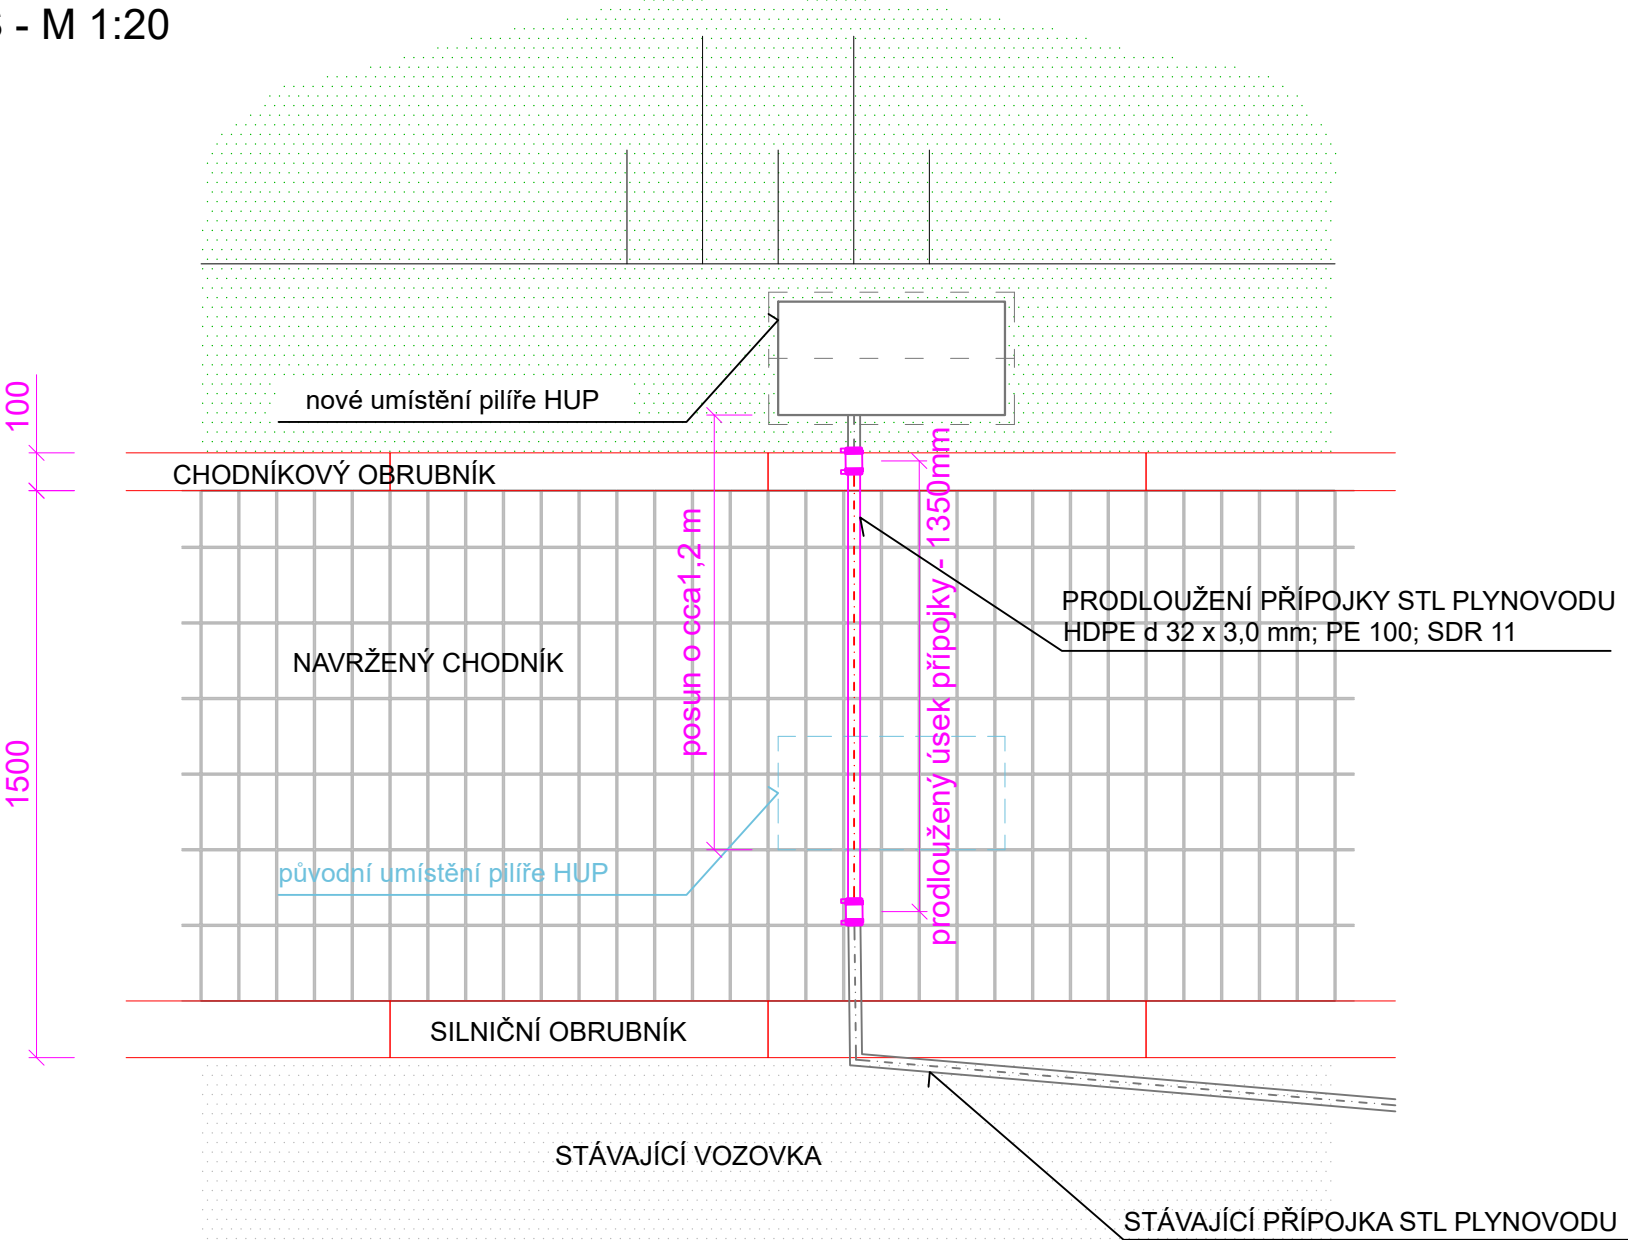 - M 1:20
nové umístění pilíře HUP
100
CHODNÍKOVÝ OBRUBNÍK
posun o cca1,2 m
prodloužený úsek přípojky - 1350mm
PRODLOUŽENÍ PŘÍPOJKY STL PLYNOVODU
HDPE d 32 x 3,0 mm; PE 100; SDR 11
NAVRŽENÝ CHODNÍK
1500
původní umístění pilíře HUP
SILNIČNÍ OBRUBNÍK
STÁVAJÍCÍ VOZOVKA
STÁVAJÍCÍ PŘÍPOJKA STL PLYNOVODU